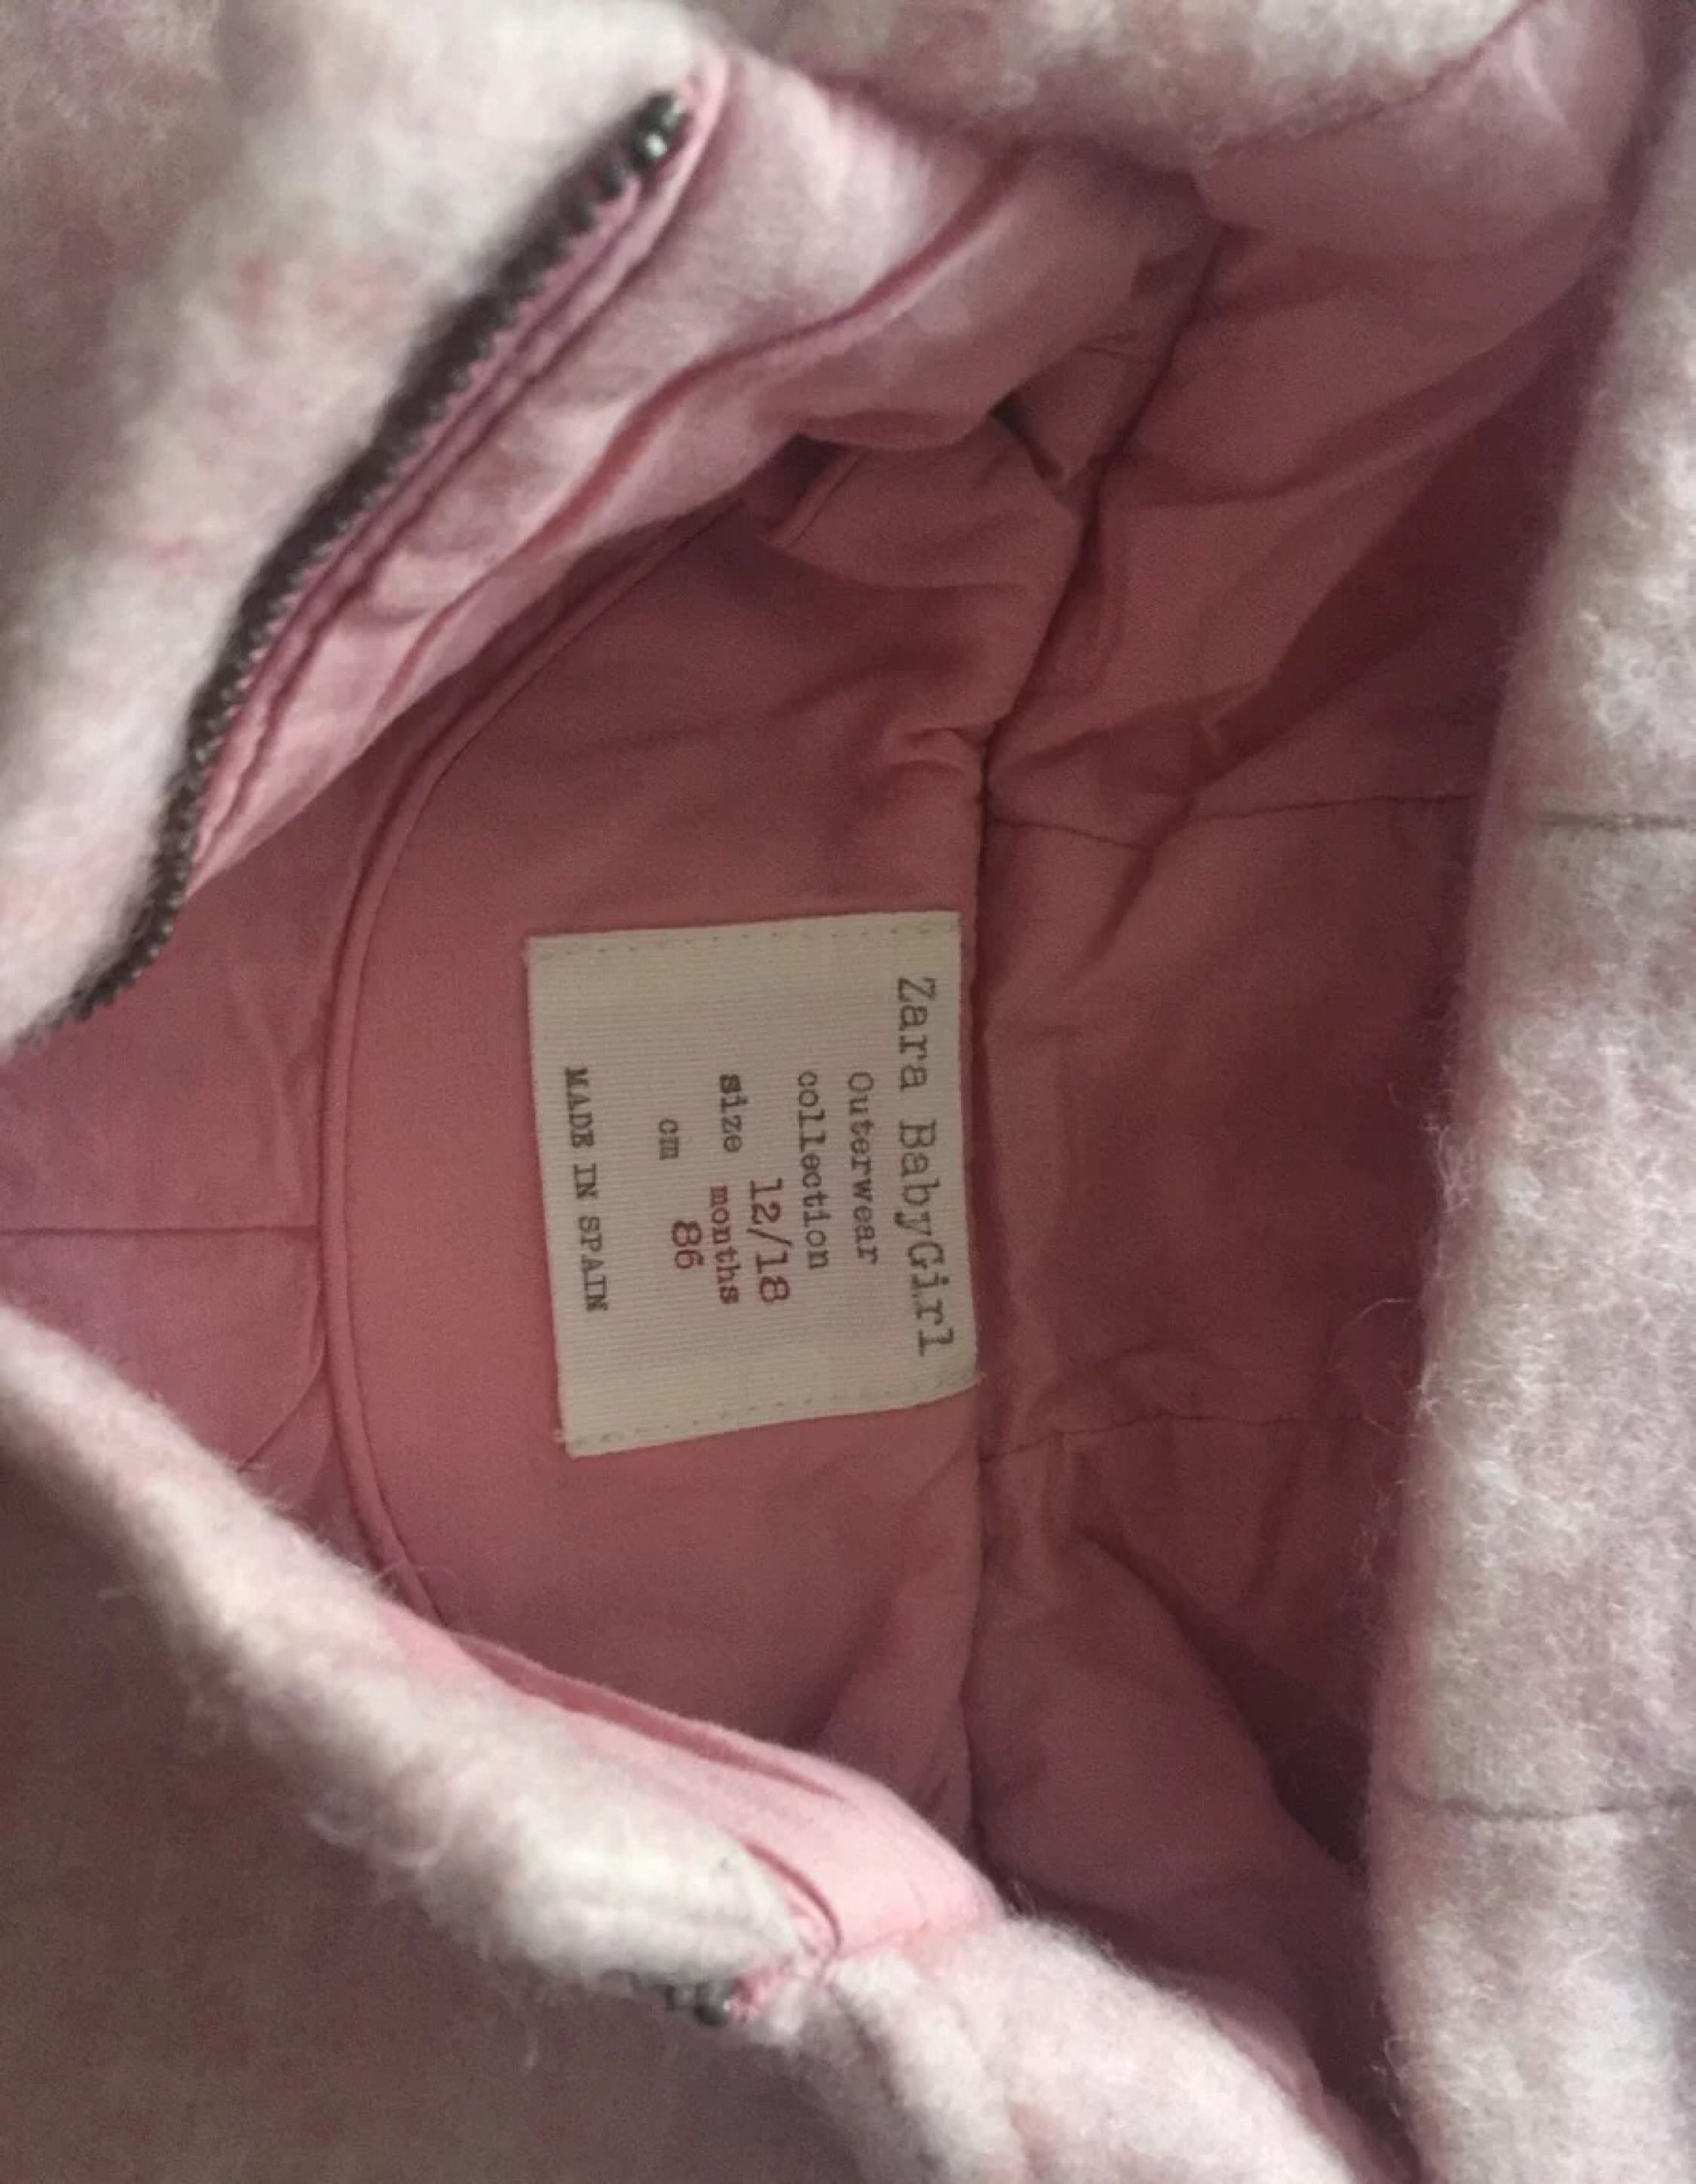 Zara BabyGirl
Outerwear
collection
size 12/18 months
cm 86
MADE IN SPAIN